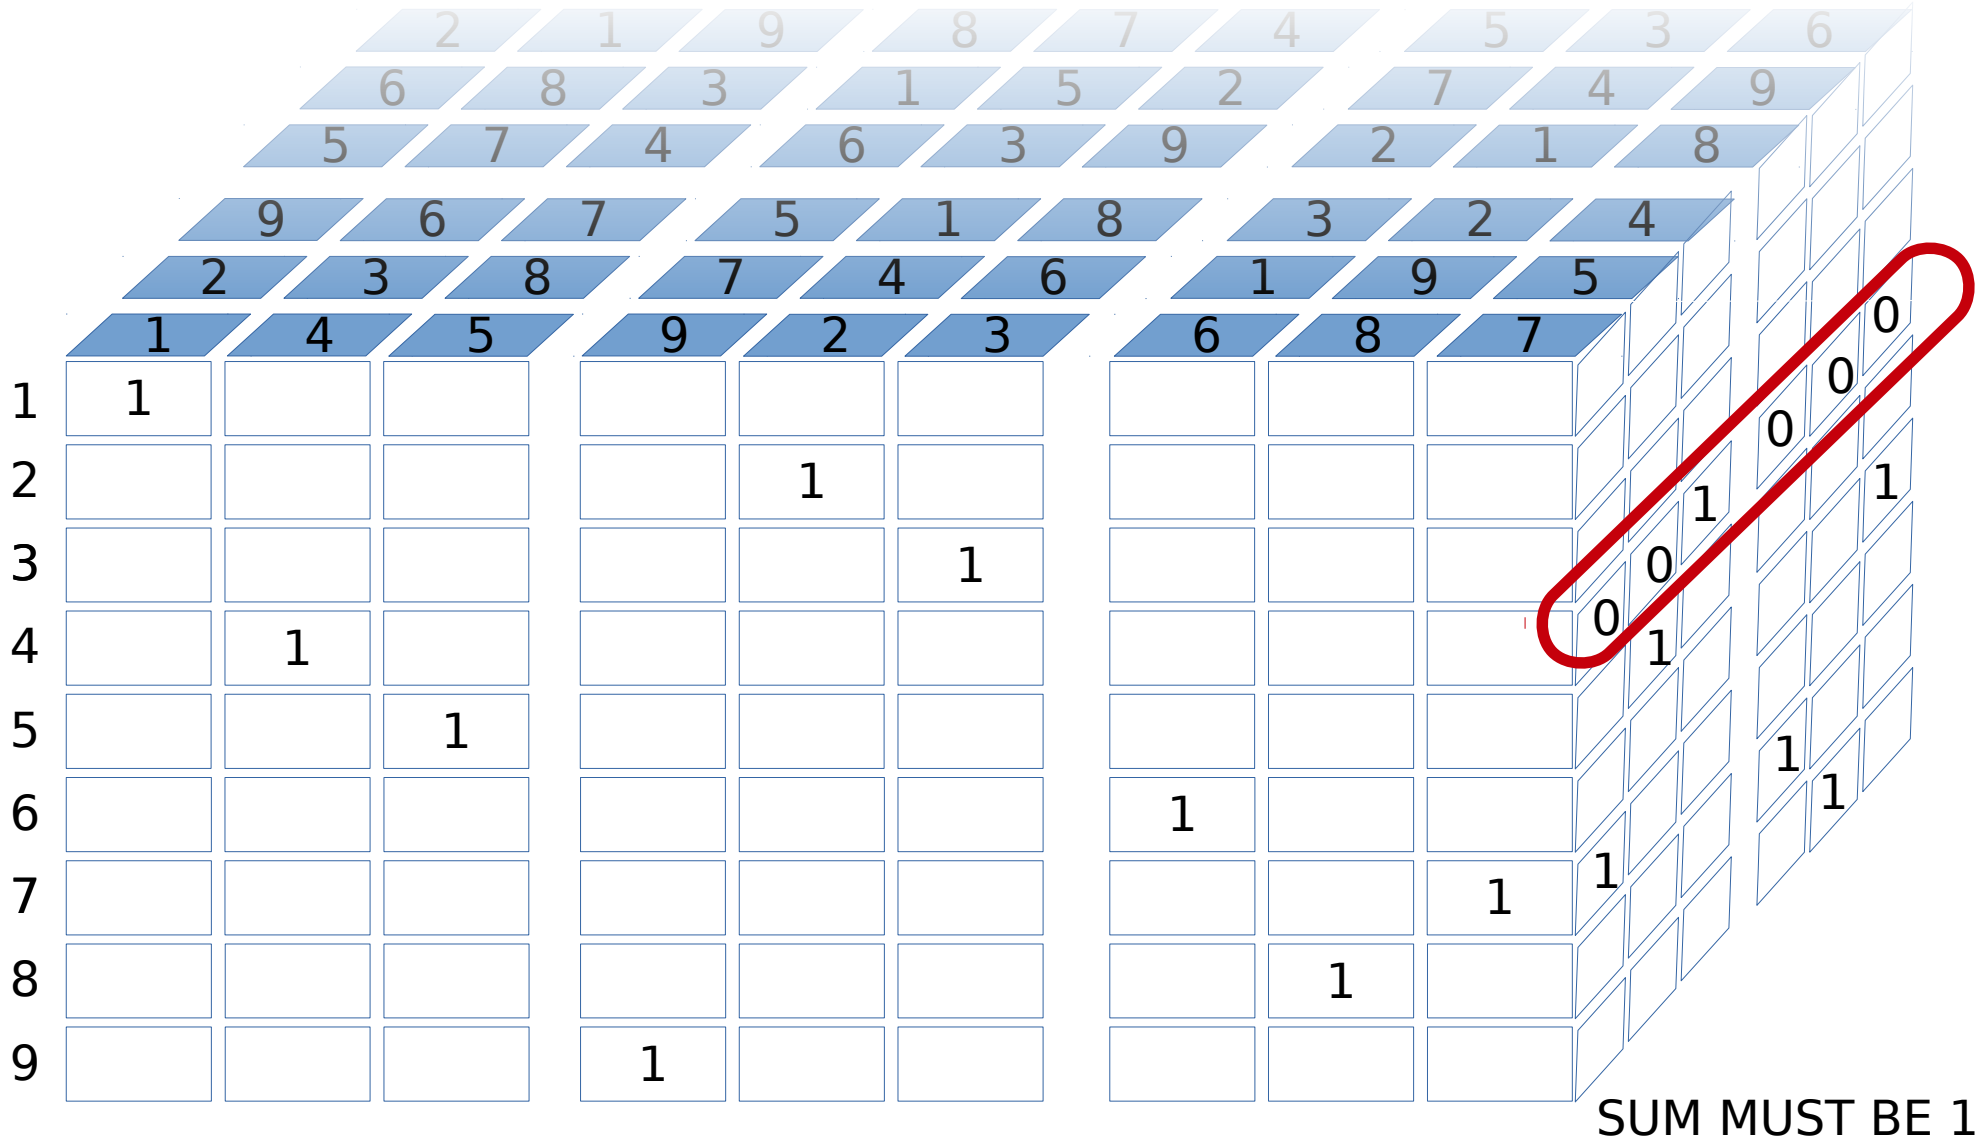 2 1 9 8 7 4 5 3 6
6 8 3 1 5 2 7 4 9
5 7 4 6 3 9 2 1 8
9 6 7 5 1 8 3 2 4
2 3 8 7 4 6 1 9 5
1 4 5 9 2 3 6 8 7
0
0
1 1
0
2 1 1
1
3 1 0
0
4 1 1
5 1
1
6 1 1
7 1 1
8 1
9 1
SUM MUST BE 1